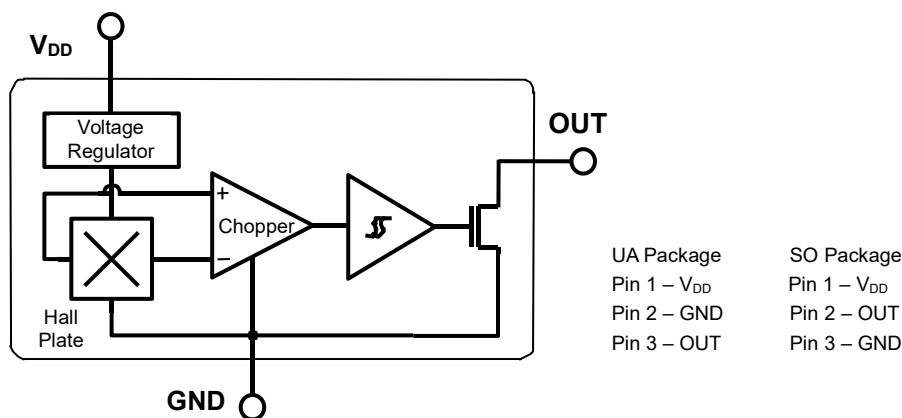 VDD
Voltage
Regulator
OUT
+
Chopper
−
Hall
Plate
GND
UA Package
Pin 1 – VDD
Pin 2 – GND
Pin 3 – OUT
SO Package
Pin 1 – VDD
Pin 2 – OUT
Pin 3 – GND